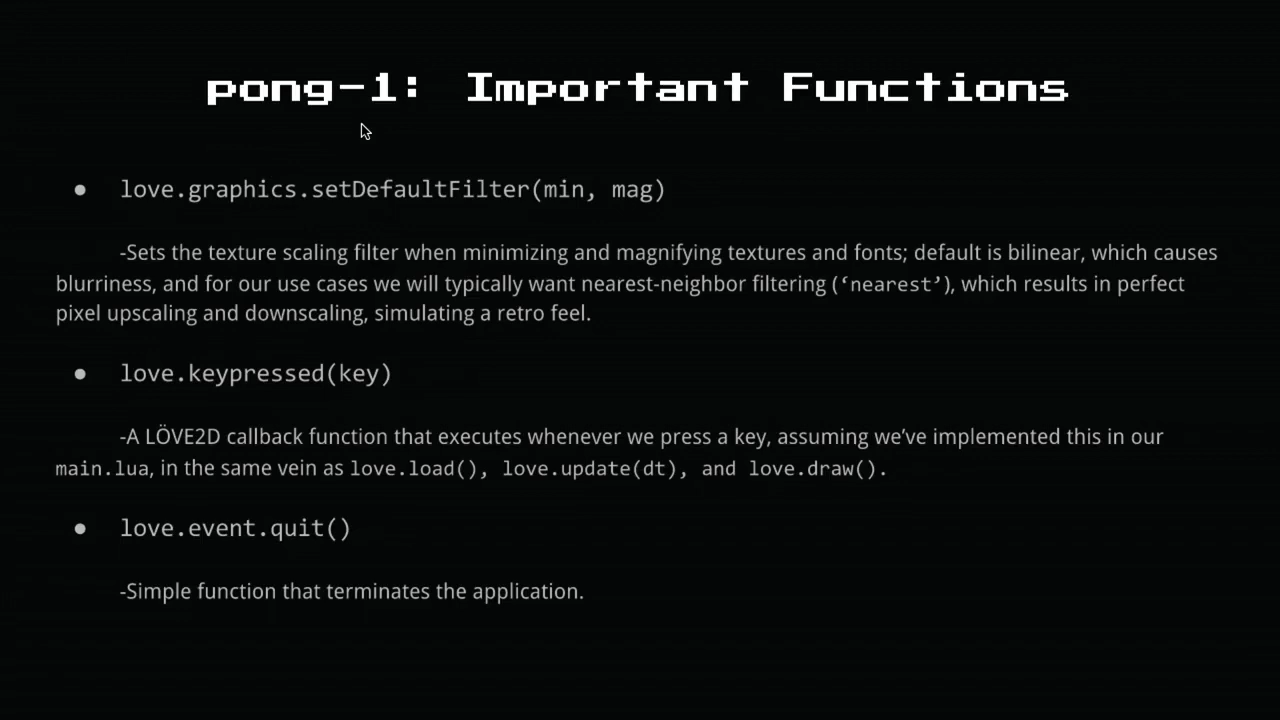 pong-1: Important Functions
● love.graphics.setDefaultFilter(min, mag)
-Sets the texture scaling filter when minimizing and magnifying textures and fonts; default is bilinear, which causes
blurriness, and for our use cases we will typically want nearest-neighbor filtering (‘nearest’), which results in perfect
pixel upscaling and downscaling, simulating a retro feel.
● love.keypressed(key)
-A LÖVE2D callback function that executes whenever we press a key, assuming we’ve implemented this in our
main.lua, in the same vein as love.load(), love.update(dt), and love.draw().
● love.event.quit()
-Simple function that terminates the application.